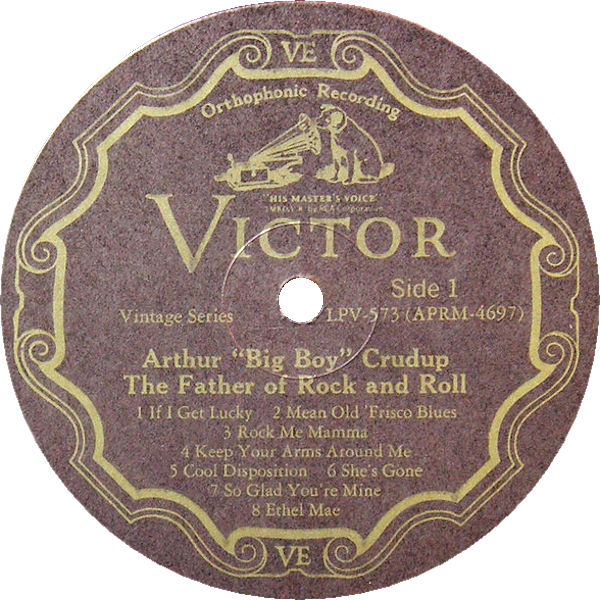 VE
Orthophonic Recording
"HIS MASTER'S VOICE"
VICTOR
Side 1
Vintage Series LPV-573 (APRM-4697)
Arthur "Big Boy" Crudup
The Father of Rock and Roll
1 If I Get Lucky 2 Mean Old 'Frisco Blues
3 Rock Me Mamma
4 Keep Your Arms Around Me
5 Cool Disposition 6 She's Gone
7 So Glad You're Mine
8 Ethel Mae
VE